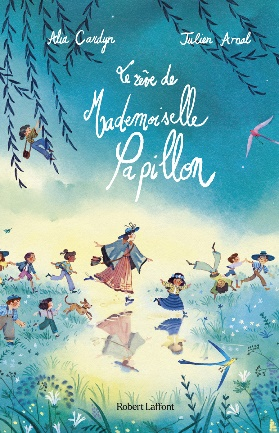 Alia Cardyn Julien Arnal
Le rêve de
Mademoiselle
Papillon
Robert Laffont